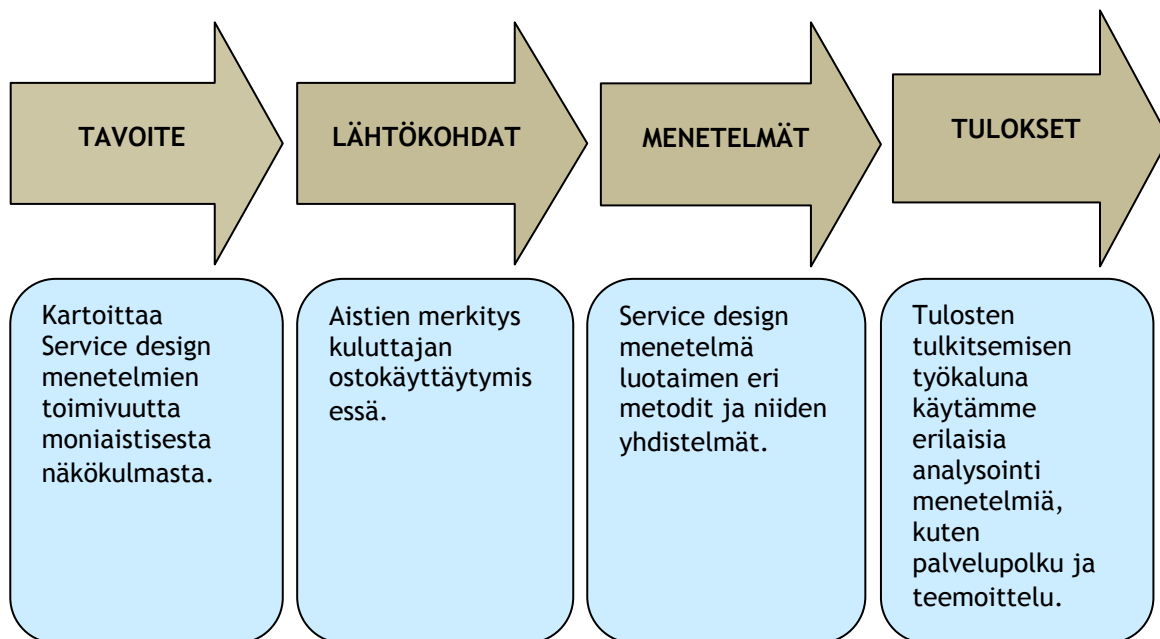 TAVOITE
LÄHTÖKOHDAT
MENETELMÄT
TULOKSET
Kartoittaa
Service design
menetelmien
toimivuutta
moniaistisesta
näkökulmasta.
Aistien merkitys
kuluttajan
ostokäyttäytymis
essä.
Service design
menetelmä
luotaimen eri
metodit ja niiden
yhdistelmät.
Tulosten
tulkitsemisen
työkaluna
käytämme
erilaisia
analysointi
menetelmiä,
kuten
palvelupolku ja
teemoittelu.